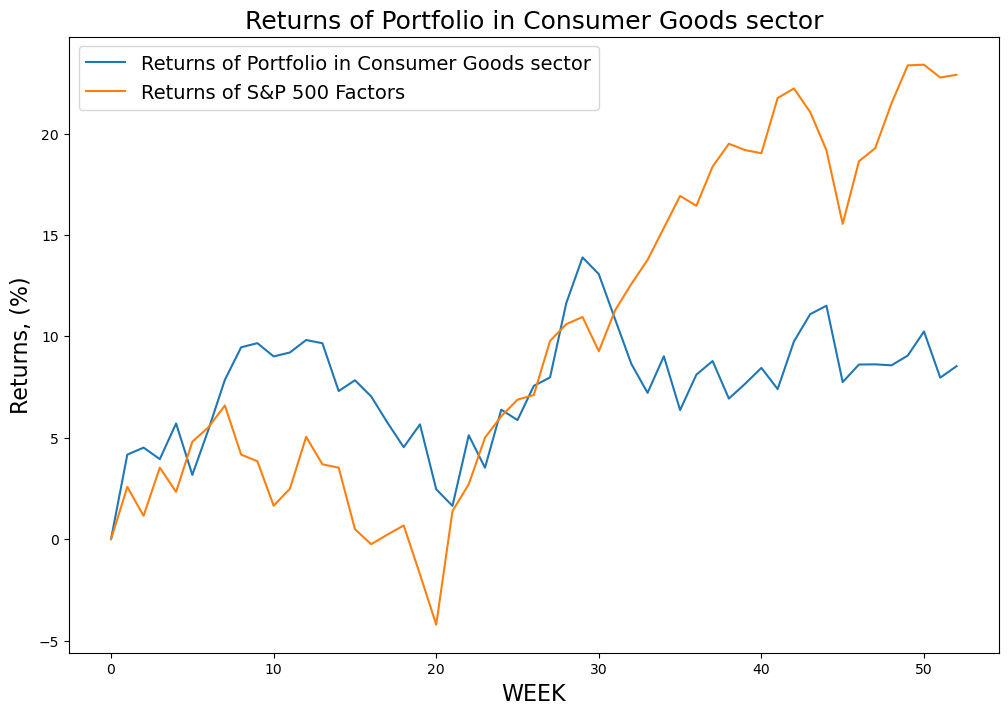 Returns of Portfolio in Consumer Goods sector
Returns of Portfolio in Consumer Goods sector
Returns of S&P 500 Factors
Returns, (%)
20
15
10
5
0
−5
0 10 20 30 40 50
WEEK